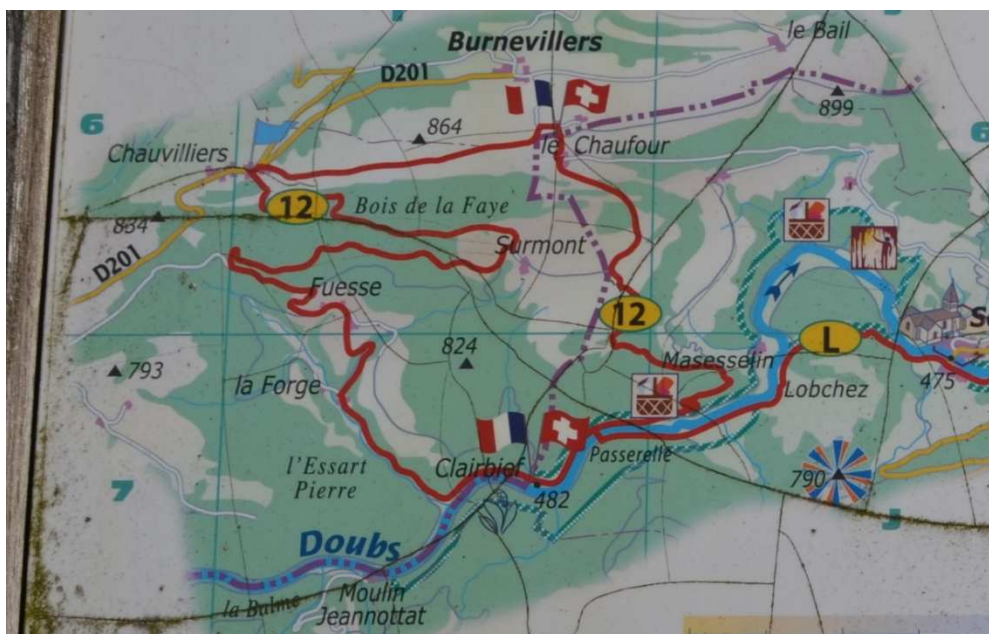 le Bail
Burnevillers
D201
899
6
864
6
Chauvilliers
le Chaufour
12
Bois de la Faye
834
Surmont
D201
Fuesse
12
L
824
Masesselin
793
la Forge
Lobchez
475
l'Essart
Pierre
Clairbief
Passerelle
482
790
7
Doubs
la Balme
Moulin
Jeannottat